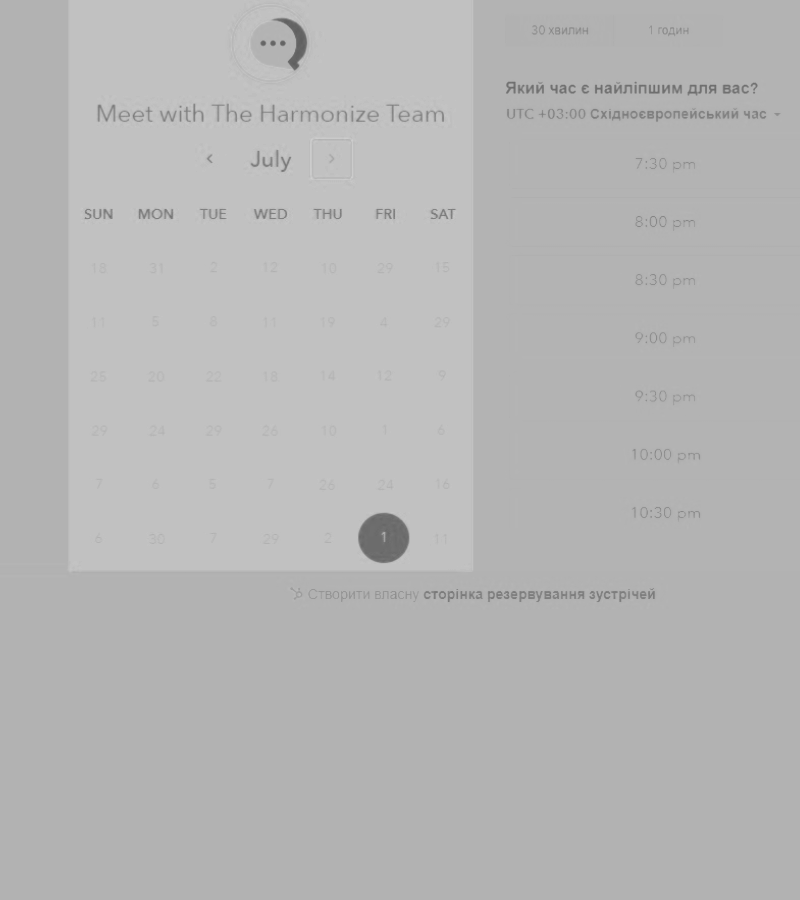 Meet with The Harmonize Team
July
SUN MON TUE WED THU FRI SAT
18 31 2 12 10 29 15
11 5 6 11 19 4 29
25 20 22 18 14 12 9
29 24 29 26 10 1 6
7 6 5 7 26 24 16
6 30 7 29 2 1 11
30 хвилин 1 годин
Який час є найліпшим для вас?
UTC +03:00 Східноєвропейський час
7:30 pm
8:00 pm
8:30 pm
9:00 pm
9:30 pm
10:00 pm
10:30 pm
Створити власну сторінка резервування зустрічей